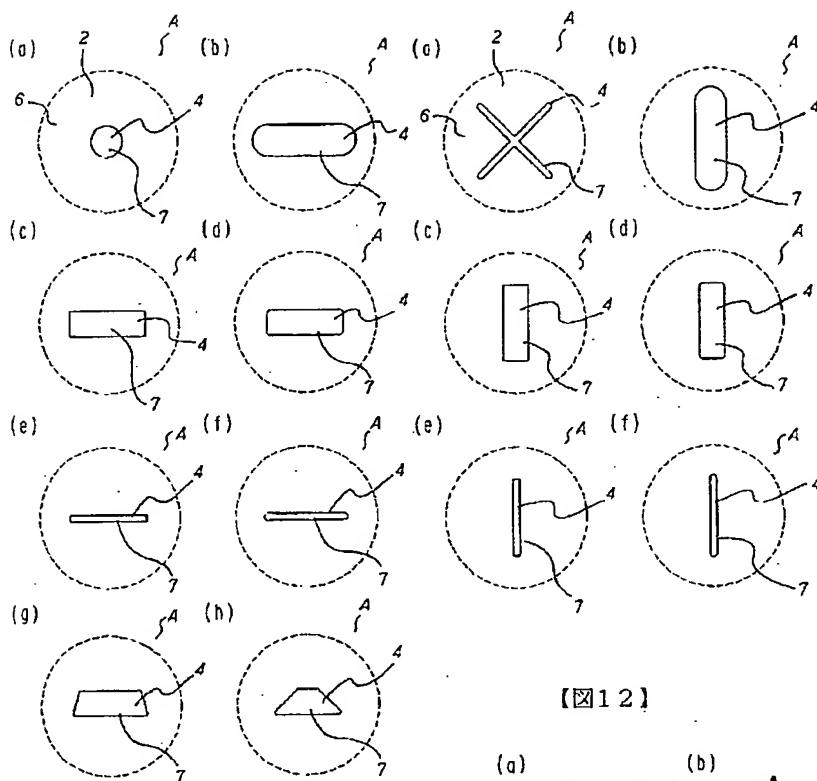 (a) 2 A (b) A (a) 2 A (b) A
6 4 4 6 4 4
7 7 7 7
(c) A (d) A (c) A (d) A
4 4 4 4
7 7 7 7
(e) A (f) A (e) A (f) A
4 4 4 4
7 7 7 7
(g) A (h) A
4 4
7 7
【図12】
(a) (b) A